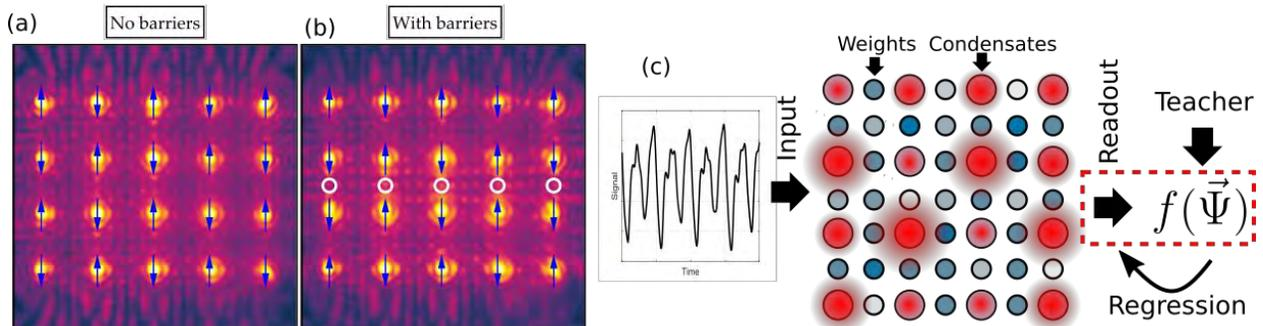 (a)
No barriers
(b)
With barriers
(c)
Signal
Time
Input
Weights
Condensates
Readout
Teacher
f(Ψ⃗)
Regression